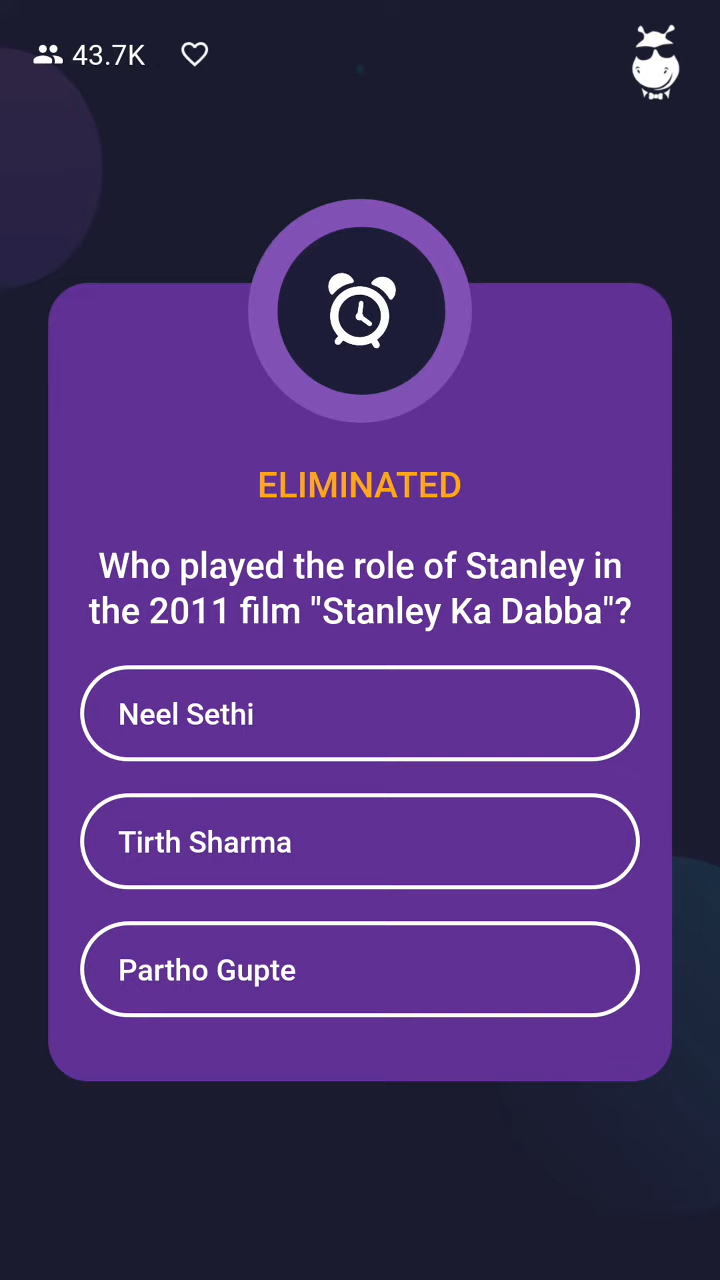 43.7K
ELIMINATED
Who played the role of Stanley in
the 2011 film "Stanley Ka Dabba"?
Neel Sethi
Tirth Sharma
Partho Gupte